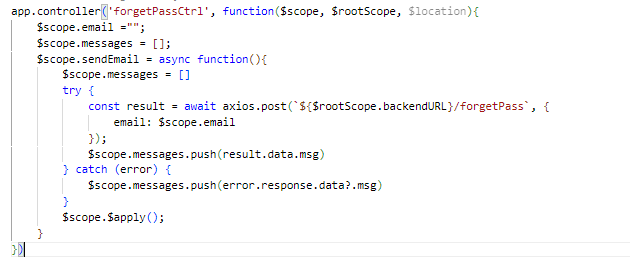 app.controller('forgetPassCtrl', function($scope, $rootScope, $location){
    $scope.email ="";
    $scope.messages = [];
    $scope.sendEmail = async function(){
        $scope.messages = []
        try {
            const result = await axios.post(`${$rootScope.backendURL}/forgetPass`, {
                email: $scope.email
            });
            $scope.messages.push(result.data.msg)
        } catch (error) {
            $scope.messages.push(error.response.data?.msg)
        }
        $scope.$apply();
    }
})